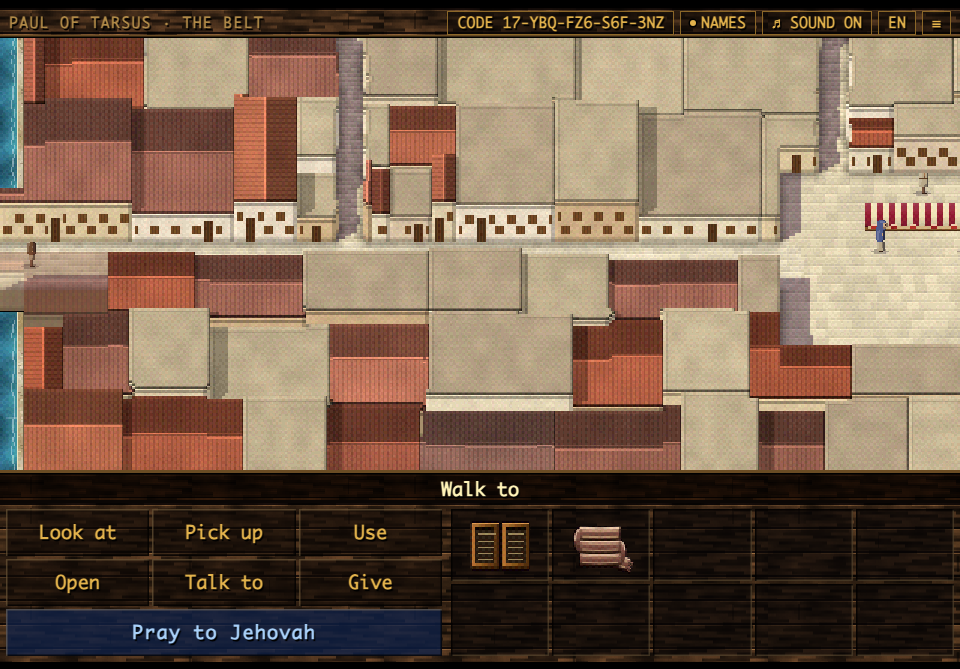 PAUL OF TARSUS · THE BELT
CODE 17-YBQ-FZ6-S6F-3NZ
• NAMES
♬ SOUND ON
EN
≡
Walk to
Look at
Pick up
Use
Open
Talk to
Give
Pray to Jehovah